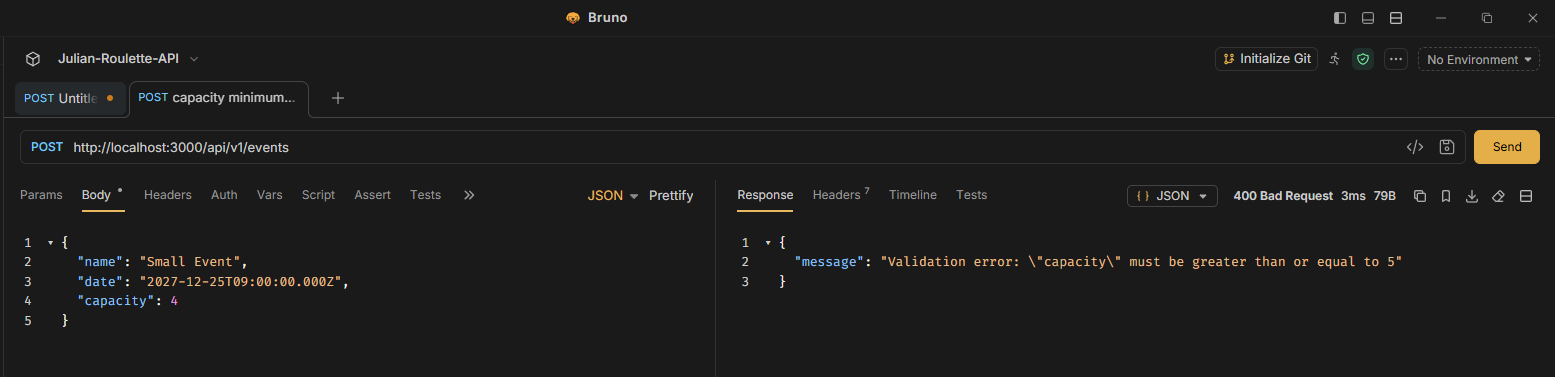 Bruno
Julian-Roulette-API
Initialize Git
No Environment
POST Untitle
POST capacity minimum...
POST http://localhost:3000/api/v1/events
</>
Send
Params Body Headers Auth Vars Script Assert Tests
JSON Prettify
Response Headers 7 Timeline Tests
{ } JSON
400 Bad Request 3ms 79B
1 {
2 "name": "Small Event",
3 "date": "2027-12-25T09:00:00.000Z",
4 "capacity": 4
5 }
1 {
2 "message": "Validation error: \"capacity\" must be greater than or equal to 5"
3 }